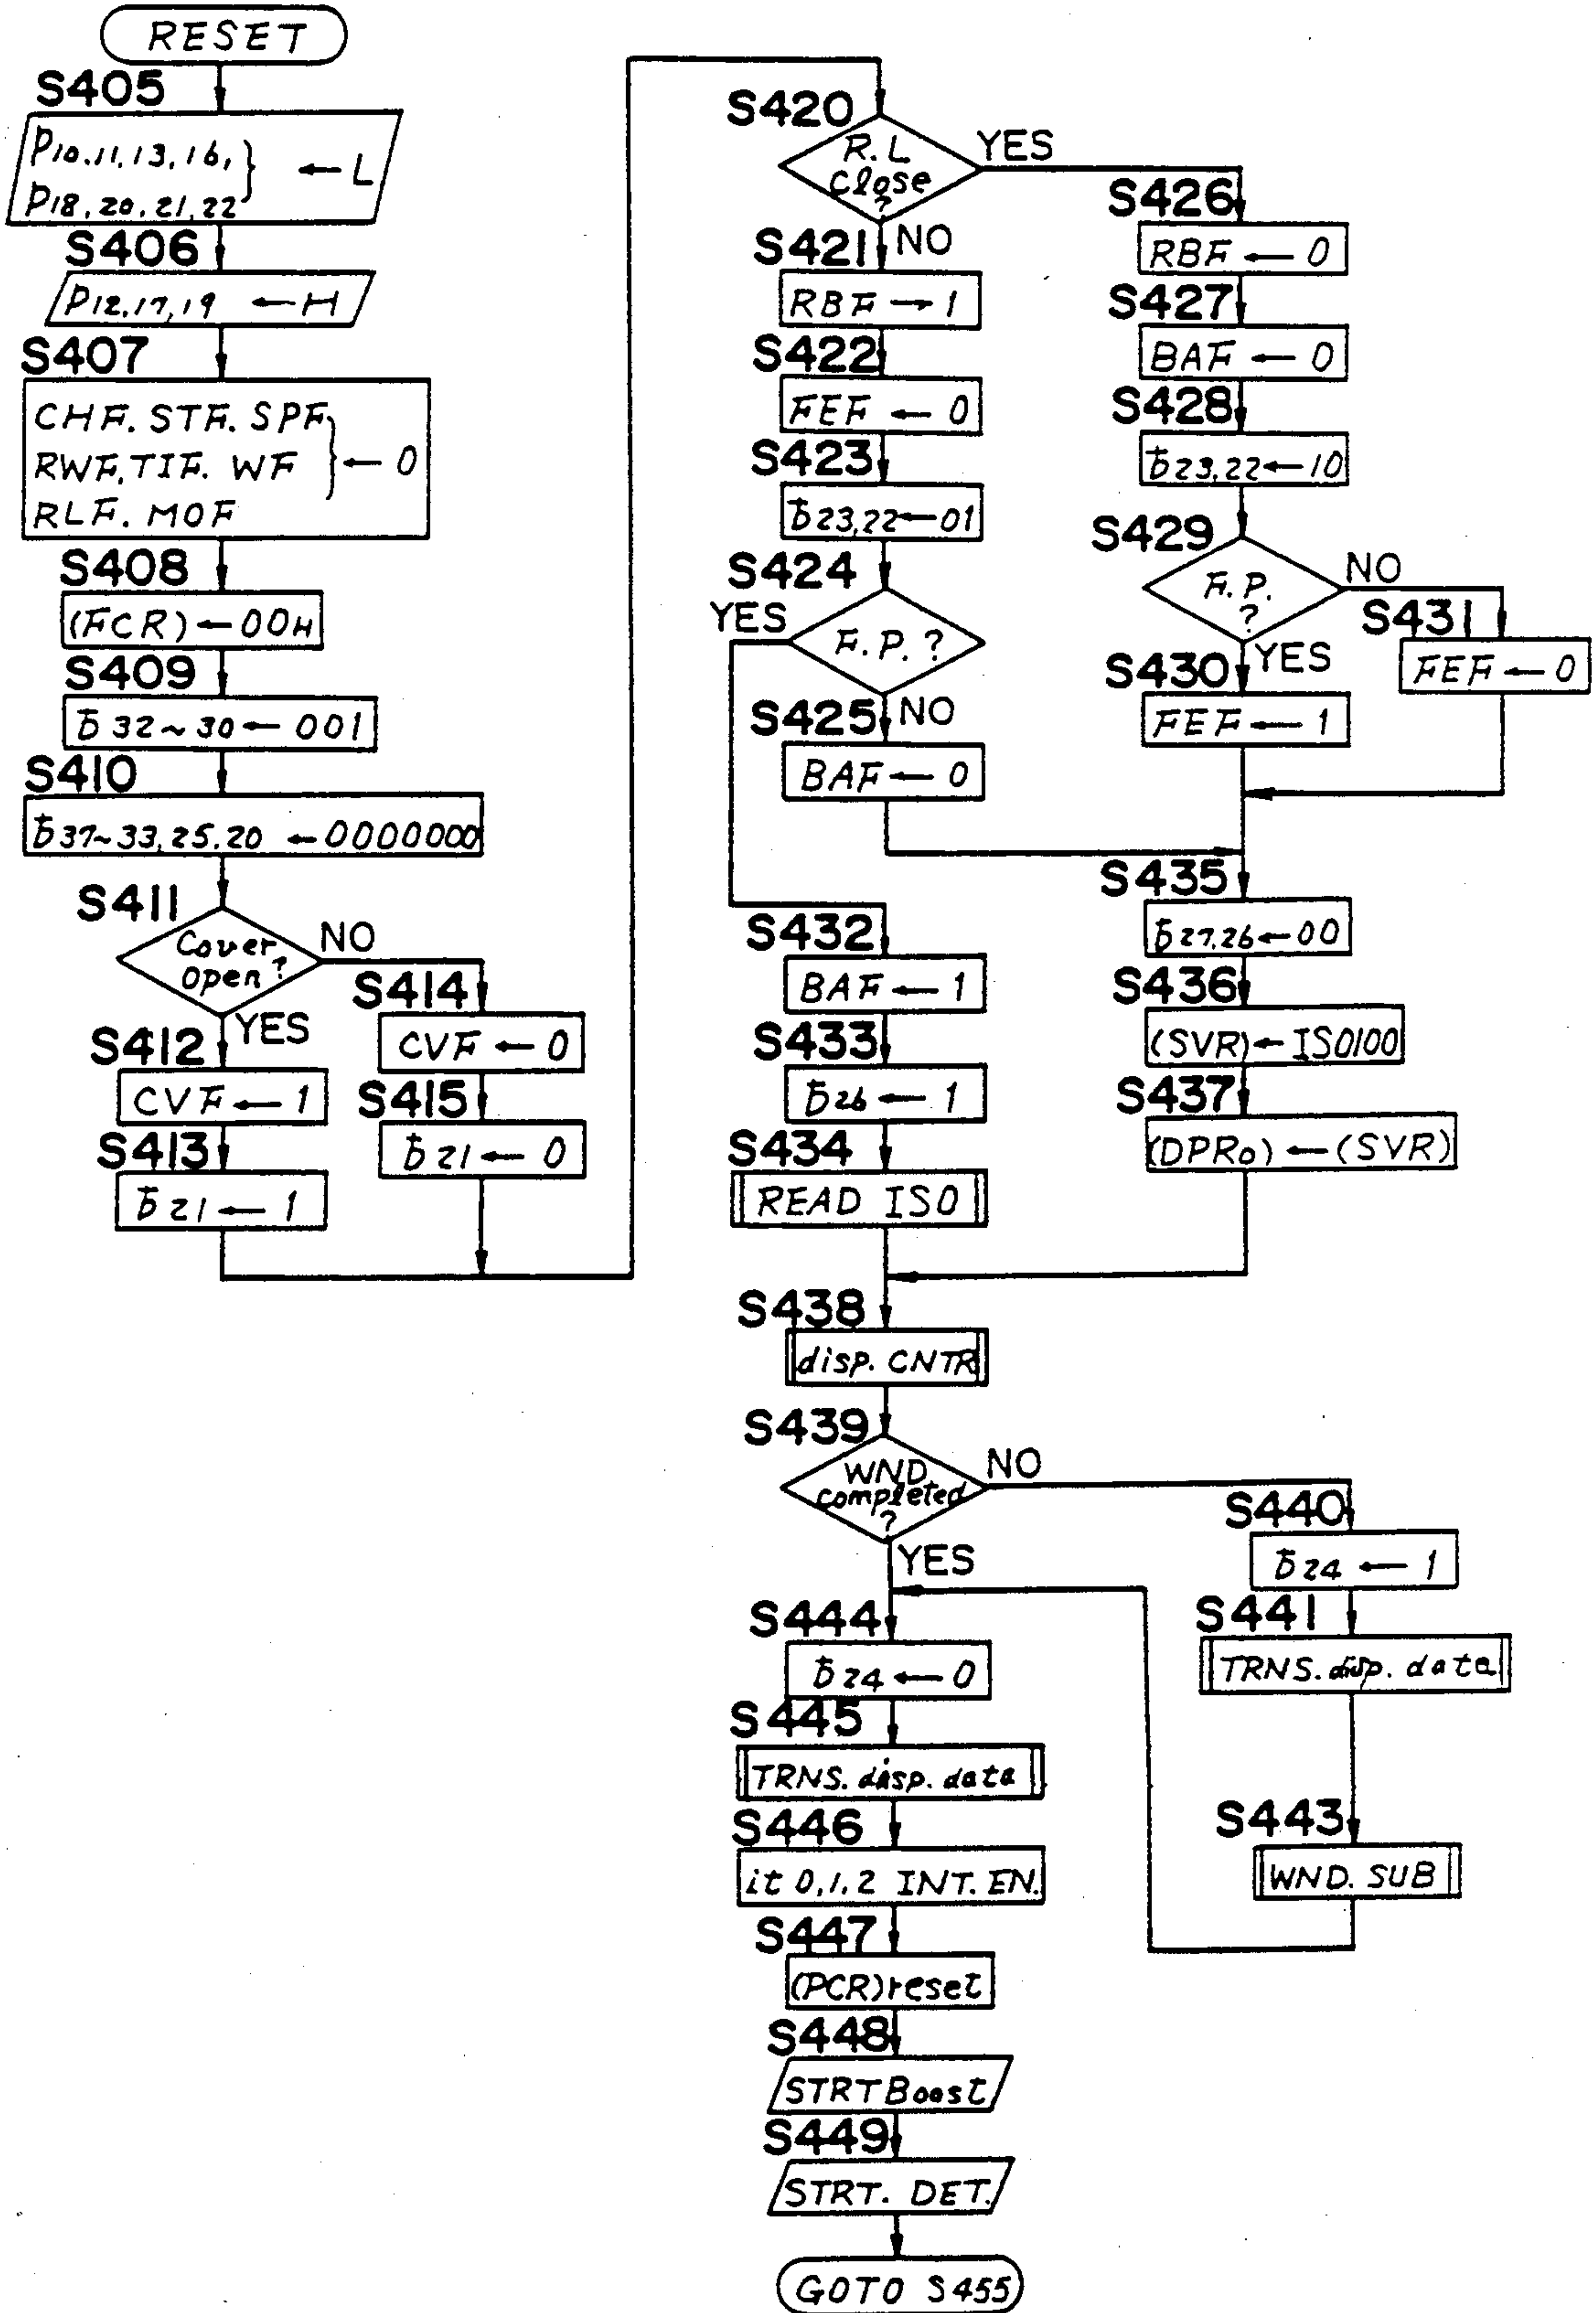 RESET
S405
P10.11,13,16, } ← L
P18,20,21,22
S406
P12,17,19 ← H
S407
CHF. STF. SPF
RWF, TIF. WF } ← 0
RLF. MOF
S408
(FCR) ← 00H
S409
b32~30 ← 001
S410
b37~33,25.20 ← 0000000
S411
Cover
open?
NO
YES
S412
CVF ← 1
S413
b21 ← 1
S414
CVF ← 0
S415
b21 ← 0
S420
R.L
Close
?
YES
NO
S421
RBF → 1
S422
FEF ← 0
S423
b23,22 ← 01
S424
YES
F.P.?
S425
NO
BAF ← 0
S426
RBF ← 0
S427
BAF ← 0
S428
b23,22 ← 10
S429
F.P.
?
NO
YES
S430
FEF ← 1
S431
FEF ← 0
S432
BAF ← 1
S433
b26 ← 1
S434
READ ISO
S435
b27,26 ← 00
S436
(SVR) ← ISO100
S437
(DPR0) ← (SVR)
S438
disp. CNTR
S439
WND
completed
?
NO
YES
S440
b24 ← 1
S441
TRNS. disp. data
S443
WND. SUB
S444
b24 ← 0
S445
TRNS. disp. data
S446
it 0,1,2 INT. EN.
S447
(PCR) reset
S448
STRT Boost
S449
STRT. DET.
GOTO S455